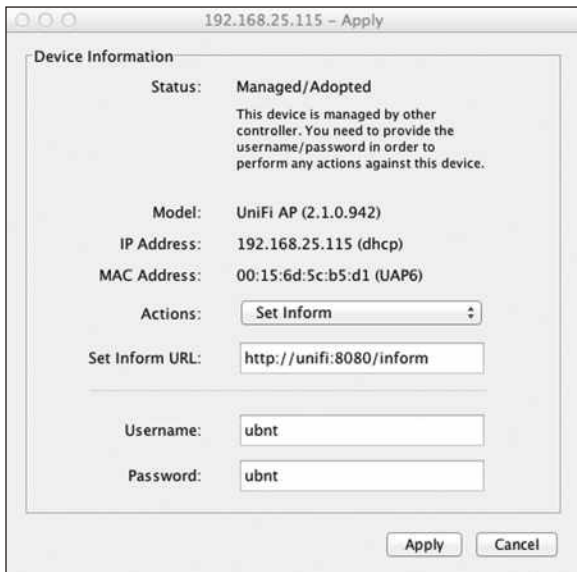 192.168.25.115 – Apply
Device Information
Status: Managed/Adopted
This device is managed by other
controller. You need to provide the
username/password in order to
perform any actions against this device.
Model: UniFi AP (2.1.0.942)
IP Address: 192.168.25.115 (dhcp)
MAC Address: 00:15:6d:5c:b5:d1 (UAP6)
Actions: Set Inform
Set Inform URL: http://unifi:8080/inform
Username: ubnt
Password: ubnt
Apply Cancel